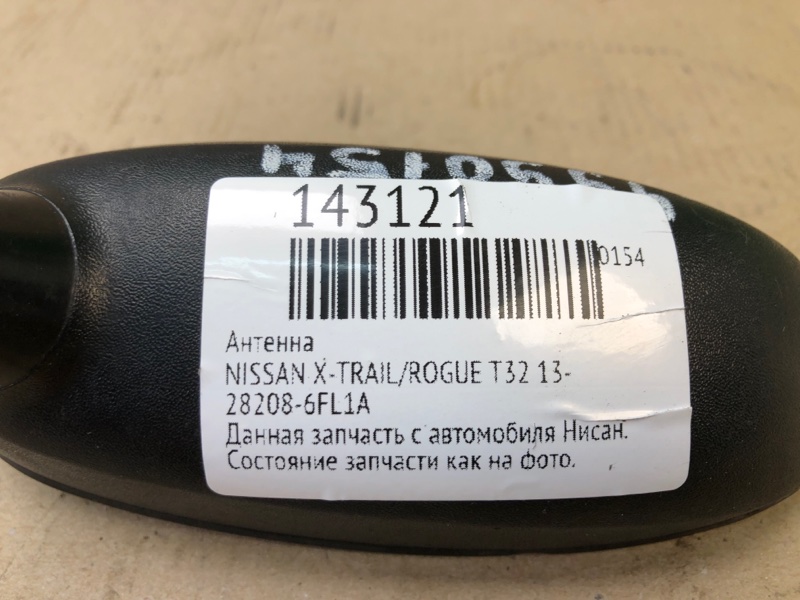 143121
0154
Антенна
NISSAN X-TRAIL/ROGUE T32 13-
28208-6FL1A
Данная запчасть с автомобиля Нисан.
Состояние запчасти как на фото.